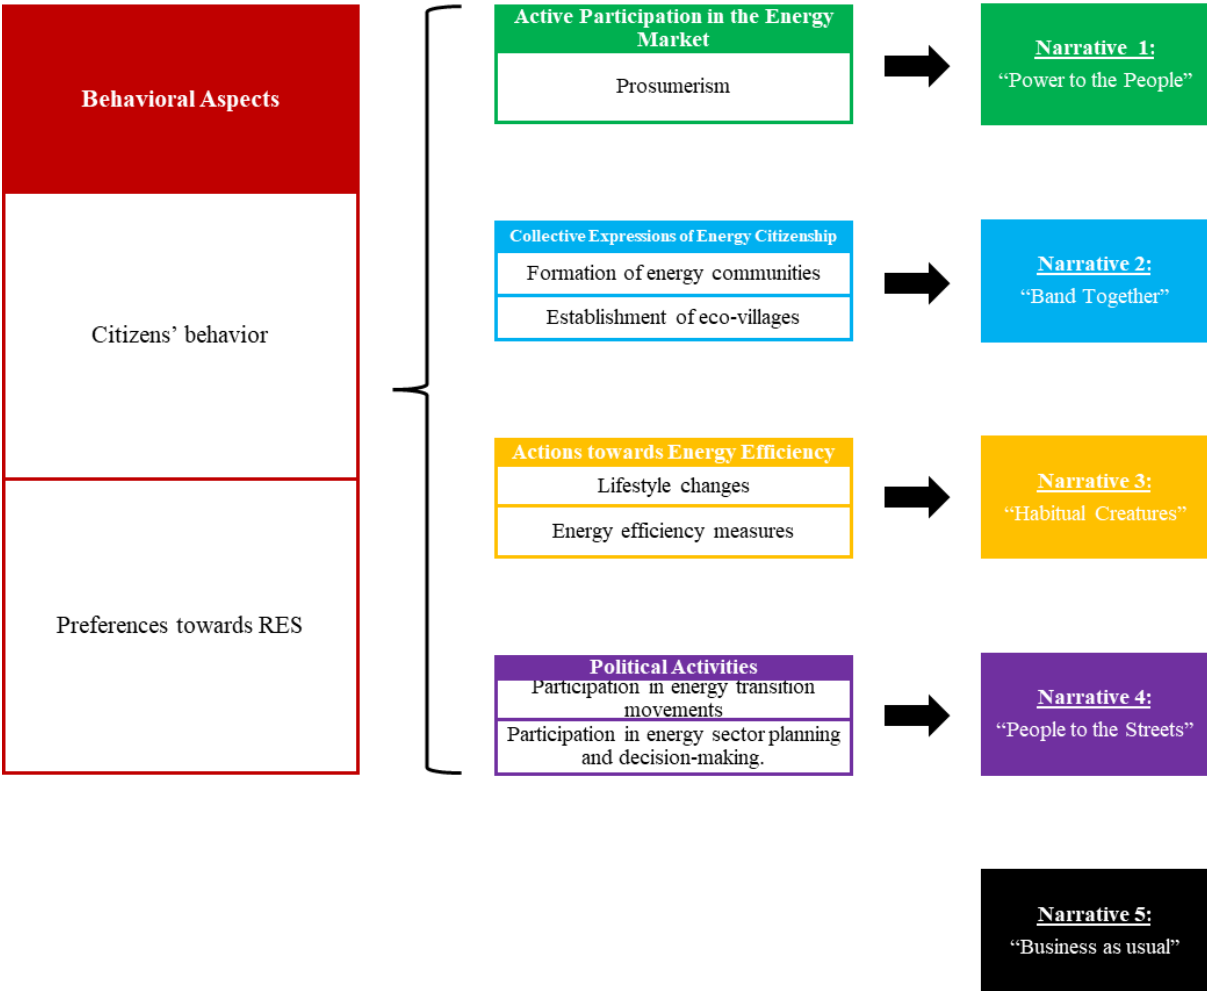 Behavioral Aspects
Citizens’ behavior
Preferences towards RES
Active Participation in the Energy
Market
Prosumerism
Narrative 1:
“Power to the People”
Collective Expressions of Energy Citizenship
Formation of energy communities
Establishment of eco-villages
Narrative 2:
“Band Together”
Actions towards Energy Efficiency
Lifestyle changes
Energy efficiency measures
Narrative 3:
“Habitual Creatures”
Political Activities
Participation in energy transition
movements
Participation in energy sector planning
and decision-making.
Narrative 4:
“People to the Streets”
Narrative 5:
“Business as usual”